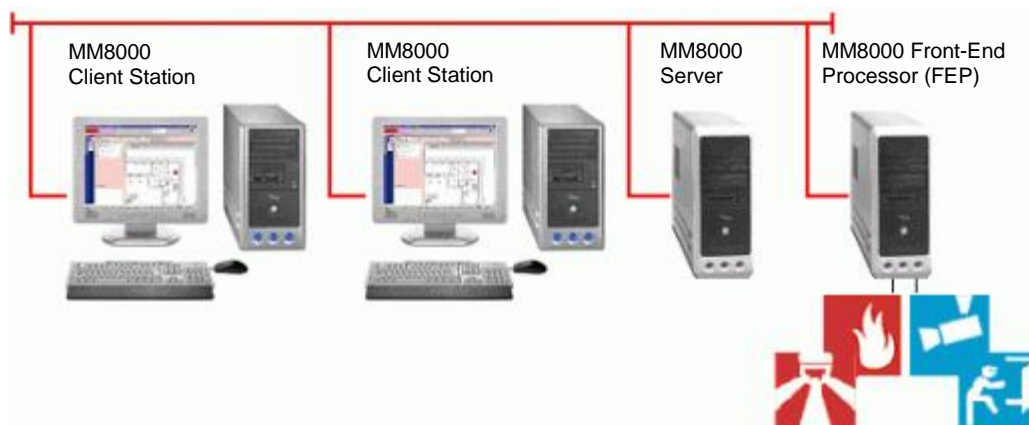 MM8000
Client Station
MM8000
Client Station
MM8000
Server
MM8000 Front-End
Processor (FEP)